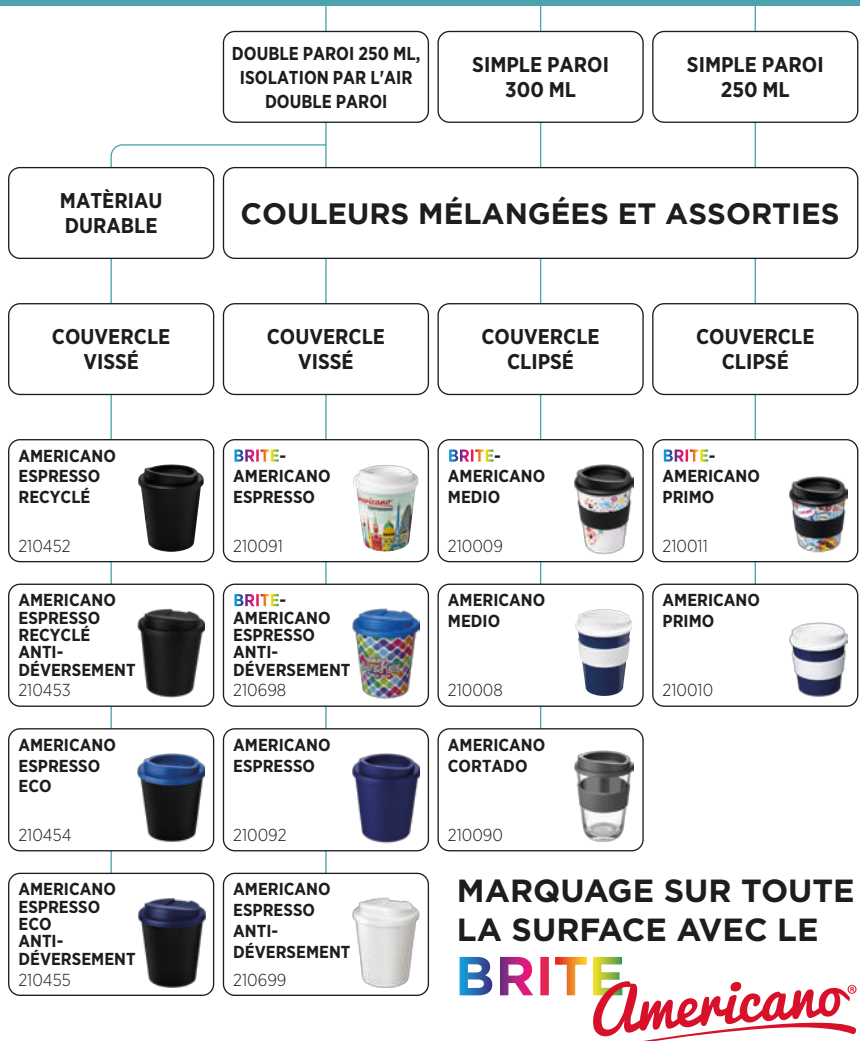 DOUBLE PAROI 250 ML,
ISOLATION PAR L'AIR
DOUBLE PAROI
SIMPLE PAROI
300 ML
SIMPLE PAROI
250 ML
MATÈRIAU
DURABLE
COULEURS MÉLANGÉES ET ASSORTIES
COUVERCLE
VISSÉ
COUVERCLE
VISSÉ
COUVERCLE
CLIPSÉ
COUVERCLE
CLIPSÉ
AMERICANO
ESPRESSO
RECYCLÉ
210452
BRITE-
AMERICANO
ESPRESSO
210091
americano
BRITE-
AMERICANO
MEDIO
210009
BRITE-
AMERICANO
PRIMO
210011
AMERICANO
ESPRESSO
RECYCLÉ
ANTI-
DÉVERSEMENT
210453
BRITE-
AMERICANO
ESPRESSO
ANTI-
DÉVERSEMENT
210698
AMERICANO
MEDIO
210008
AMERICANO
PRIMO
210010
AMERICANO
ESPRESSO
ECO
210454
AMERICANO
ESPRESSO
210092
AMERICANO
CORTADO
210090
AMERICANO
ESPRESSO
ECO
ANTI-
DÉVERSEMENT
210455
AMERICANO
ESPRESSO
ANTI-
DÉVERSEMENT
210699
MARQUAGE SUR TOUTE
LA SURFACE AVEC LE
BRITE
americano®